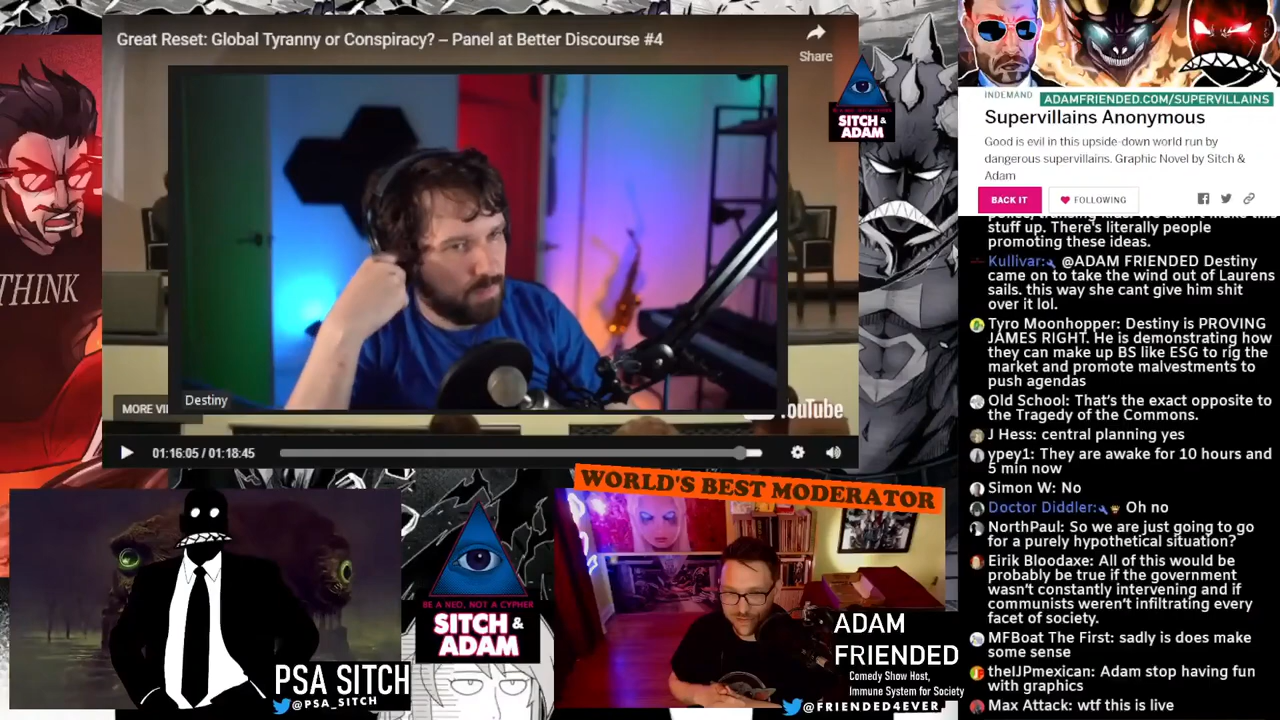 Great Reset: Global Tyranny or Conspiracy? – Panel at Better Discourse #4
Share
THINK
BE A NEO, NOT A CYPHER
SITCH &
ADAM
Destiny
MORE VI
ouTube
01:16:05 / 01:18:45
INDEMAND
ADAMFRIENDED.COM/SUPERVILLAINS
Supervillains Anonymous
Good is evil in this upside-down world run by
dangerous supervillains. Graphic Novel by Sitch &
Adam
BACK IT
FOLLOWING
stuff up. There's literally people
promoting these ideas.
Kullivar: @ADAM FRIENDED Destiny
came on to take the wind out of Laurens
sails. this way she cant give him shit
over it lol.
Tyro Moonhopper: Destiny is PROVING
JAMES RIGHT. He is demonstrating how
they can make up BS like ESG to rig the
market and promote malvestments to
push agendas
Old School: That's the exact opposite to
the Tragedy of the Commons.
J Hess: central planning yes
ypey1: They are awake for 10 hours and
5 min now
Simon W: No
Doctor Diddler: Oh no
NorthPaul: So we are just going to go
for a purely hypothetical situation?
Eirik Bloodaxe: All of this would be
probably be true if the government
wasn't constantly intervening and if
communists weren't infiltrating every
facet of society.
MFBoat The First: sadly is does make
some sense
theIJPmexican: Adam stop having fun
with graphics
Max Attack: wtf this is live
WORLD'S BEST MODERATOR
BE A NEO, NOT A CYPHER
SITCH &
ADAM
PSA SITCH
@PSA_SITCH
ADAM
FRIENDED
Comedy Show Host,
Immune System for Society
@FRIENDED4EVER